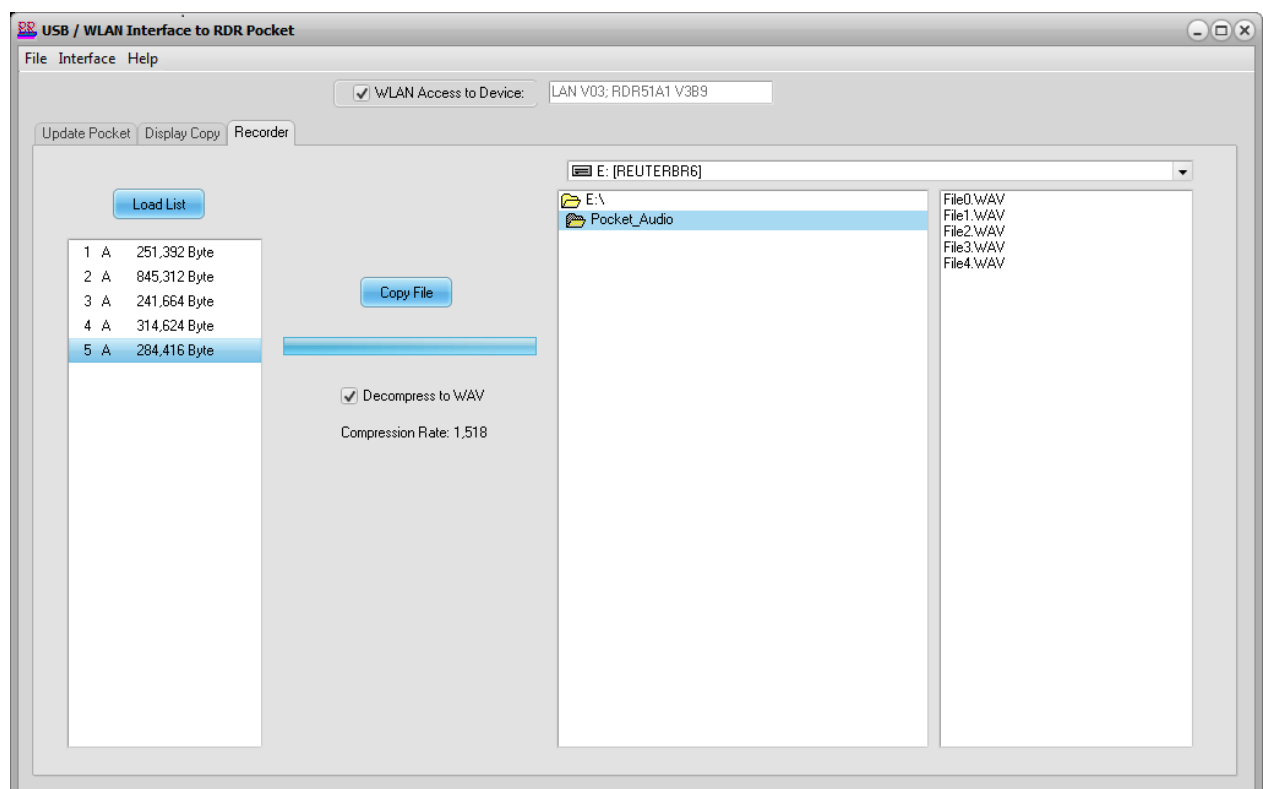 USB / WLAN Interface to RDR Pocket
File Interface Help
WLAN Access to Device: LAN V03; RDR51A1 V3B9
Update Pocket Display Copy Recorder
E: [REUTERBR6]
Load List
E:\
Pocket_Audio
File0.WAV
File1.WAV
File2.WAV
File3.WAV
File4.WAV
1 A 251,392 Byte
2 A 845,312 Byte
3 A 241,664 Byte
4 A 314,624 Byte
5 A 284,416 Byte
Copy File
Decompress to WAV
Compression Rate: 1,518